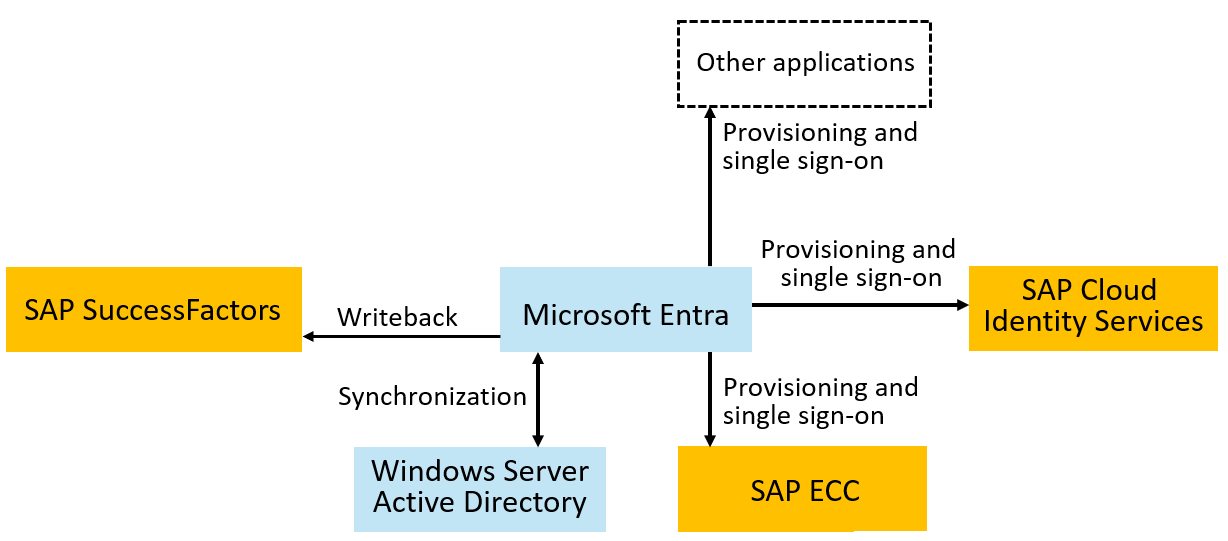 Other applications
Provisioning and
single sign-on
Provisioning and
single sign-on
SAP SuccessFactors
Writeback
Microsoft Entra
SAP Cloud
Identity Services
Synchronization
Provisioning and
single sign-on
Windows Server
Active Directory
SAP ECC